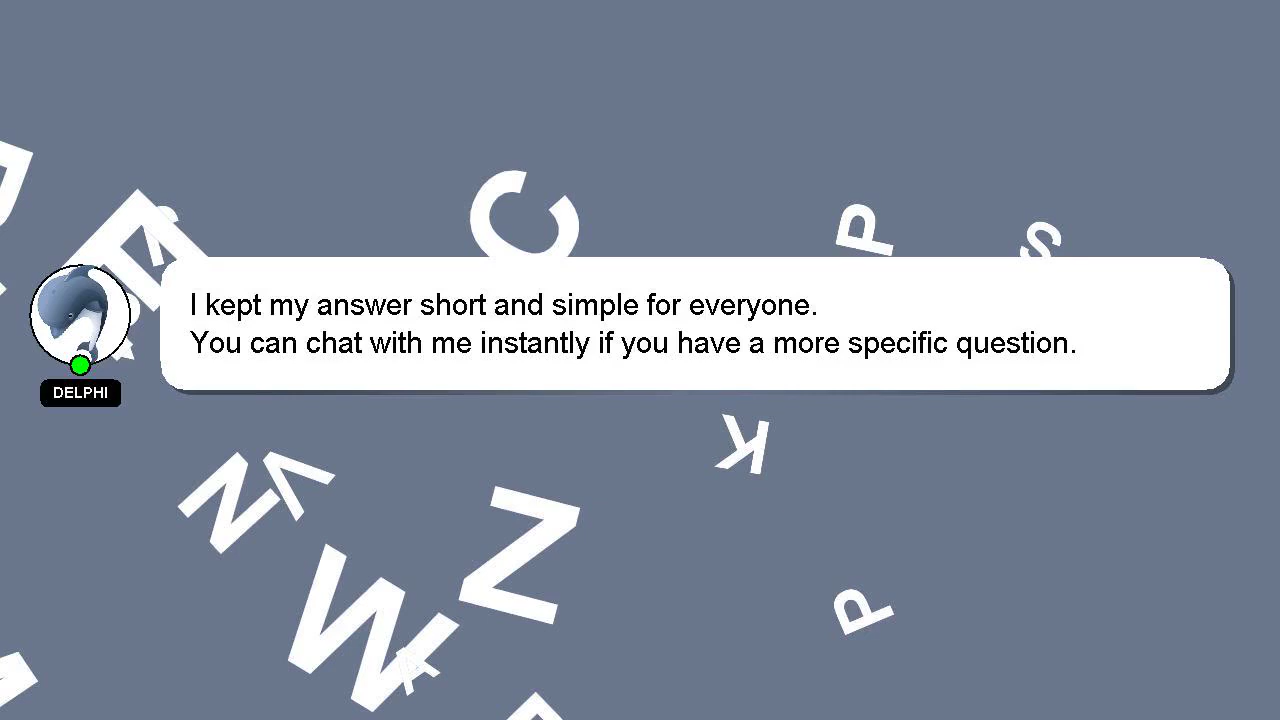 C
P
S
I kept my answer short and simple for everyone.
You can chat with me instantly if you have a more specific question.
DELPHI
K
N
Z
W
A
P